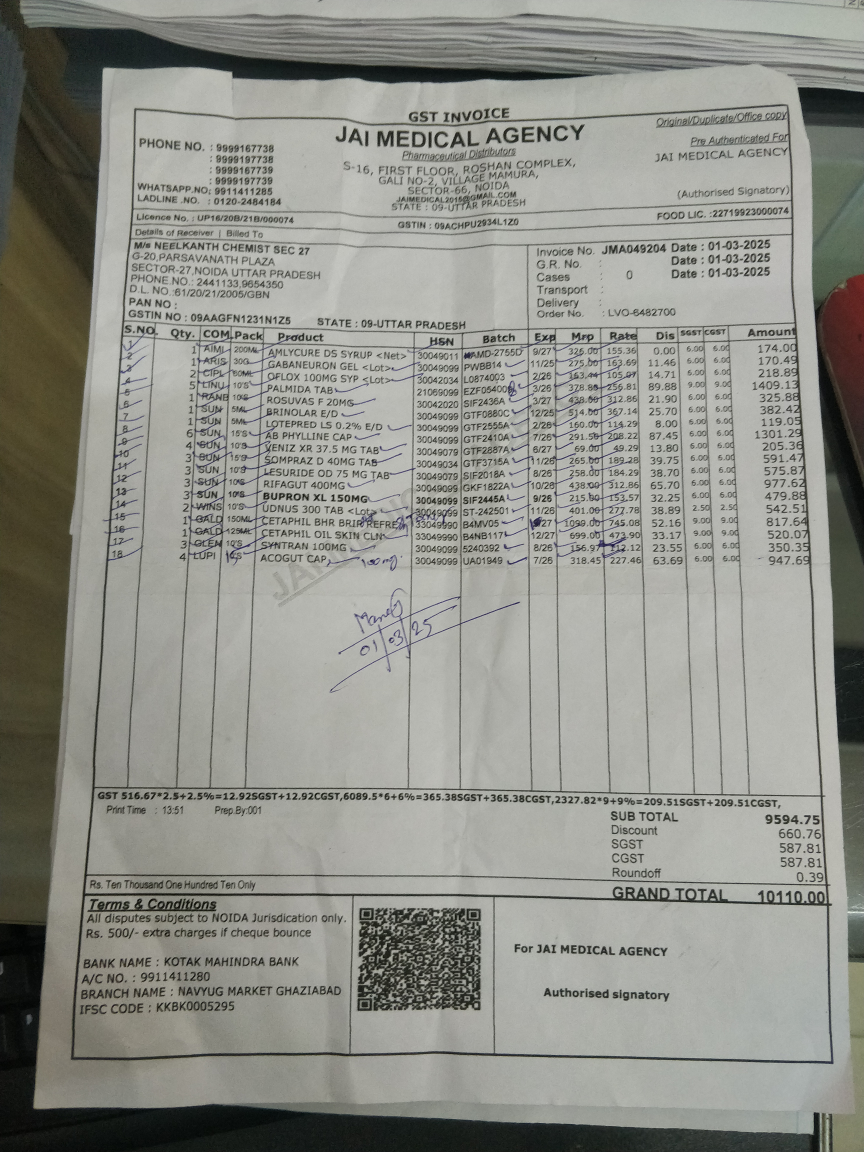 GST INVOICE
Original/Duplicate/Office copy
JAI MEDICAL AGENCY
Pharmaceutical Distributors
S-16, FIRST FLOOR, ROSHAN COMPLEX,
GALI NO-2, VILLAGE MAMURA,
SECTOR-66, NOIDA
JAIMEDICAL2015@GMAIL.COM
STATE : 09-UTTAR PRADESH
GSTIN : 09ACHPU2934L1Z0
PHONE NO. : 9999167738
: 9999197738
: 9999167739
: 9999197739
WHATSAPP.NO: 9911411285
LADLINE .NO. : 0120-2484184
Licence No. : UP16/20B/21B/000074
Pre Authenticated For
JAI MEDICAL AGENCY
(Authorised Signatory)
FOOD LIC. :22719923000074
Details of Receiver | Billed To
M/s NEELKANTH CHEMIST SEC 27
G-20,PARSAVANATH PLAZA
SECTOR-27,NOIDA UTTAR PRADESH
PHONE.NO.: 2441133,9654350
D.L. NO.:61/20/21/2005/GBN
PAN NO :
GSTIN NO : 09AAGFN1231N1Z5 STATE : 09-UTTAR PRADESH
Invoice No. JMA049204 Date : 01-03-2025
G.R. No. : Date : 01-03-2025
Cases : 0 Date : 01-03-2025
Transport :
Delivery :
Order No. : LVO-6482700
S.NO. Qty. COM Pack Product HSN Batch Exp Mrp Rate Dis SGST CGST Amount
1 1 AIML 200ML AMLYCURE DS SYRUP <Net> 30049011 AMD-2755D 9/27 326.00 155.36 0.00 6.00 6.00 174.00
2 1 ARIS 30G GABANEURON GEL <Lot> 30049099 PWBB14 11/25 275.00 163.69 11.46 6.00 6.00 170.49
3 2 CIPL 60ML OFLOX 100MG SYP <Lot> 30042034 L0874003 2/26 163.44 105.07 14.71 6.00 6.00 218.89
4 5 LINU 10'S PALMIDA TAB 21069099 3/26 378.88 256.81 89.88 9.00 9.00 1409.13
5 1 RANB 10'S ROSUVAS F 20MG 30042020 SIF2436A 3/27 438.50 312.86 21.90 6.00 6.00 325.88
6 1 SUN 5ML BRINOLAR E/D 30049099 GTF0880C 12/25 514.00 367.14 25.70 6.00 6.00 382.42
7 1 SUN 5ML LOTEPRED LS 0.2% E/D 30049099 GTF2555A 2/26 160.00 114.29 8.00 6.00 6.00 119.05
8 6 SUN 15'S AB PHYLLINE CAP 30049079 GTF2410A 7/26 291.50 208.22 87.45 6.00 6.00 1301.29
9 4 SUN 10'S VENIZ XR 37.5 MG TAB 30049079 GTF2887A 6/27 69.00 49.29 13.80 6.00 6.00 205.36
10 3 SUN 15'S SOMPRAZ D 40MG TAB 30049034 GTF3715A 11/26 265.00 189.28 39.75 6.00 6.00 591.47
11 3 SUN 10'S LESURIDE OD 75 MG TAB 30049079 SIF2018A 8/26 258.00 184.29 38.70 6.00 6.00 575.87
12 3 SUN 10'S RIFAGUT 400MG 30049099 GKF1822A 10/26 438.00 312.86 65.70 6.00 6.00 977.62
13 3 SUN 10'S BUPRON XL 150MG 30049099 SIF2445A 9/26 215.00 153.57 32.25 6.00 6.00 479.88
14 2 WINS 10'S UDNUS 300 TAB <Lot> 30049099 ST-242501 11/26 401.00 277.78 38.89 2.50 2.50 542.51
15 1 GALD 150ML CETAPHIL BHR BRIR REFRE 33049990 B4MV05 1099.00 745.08 52.16 9.00 9.00 817.64
16 1 GALD 125ML CETAPHIL OIL SKIN CLN 33049990 B4NB117 12/27 699.00 473.90 33.17 9.00 9.00 520.07
17 3 GLEM 10'S SYNTRAN 100MG 30049099 5240392 8/26 156.97 112.12 23.55 6.00 6.00 350.35
18 4 LUPI ACOGUT CAP 100mg 30049099 UA01949 7/26 318.45 227.46 63.69 6.00 6.00 947.69
01/03/25
GST 516.67*2.5+2.5%=12.92SGST+12.92CGST,6089.5*6+6%=365.38SGST+365.38CGST,2327.82*9+9%=209.51SGST+209.51CGST,
Print Time : 13:51 Prep.By:001
SUB TOTAL 9594.75
Discount 660.76
SGST 587.81
CGST 587.81
Roundoff 0.39
Rs. Ten Thousand One Hundred Ten Only
GRAND TOTAL 10110.00
Terms & Conditions
All disputes subject to NOIDA Jurisdication only.
Rs. 500/- extra charges if cheque bounce
BANK NAME : KOTAK MAHINDRA BANK
A/C NO. : 9911411280
BRANCH NAME : NAVYUG MARKET GHAZIABAD
IFSC CODE : KKBK0005295
For JAI MEDICAL AGENCY
Authorised signatory